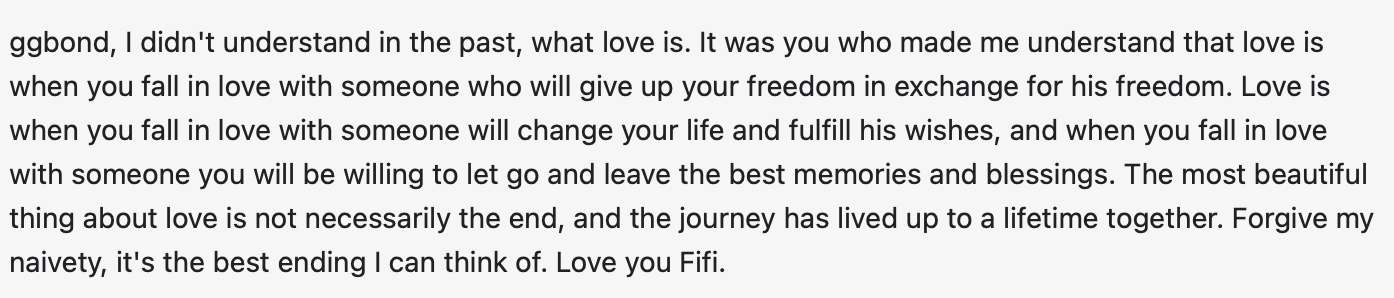 ggbond, I didn't understand in the past, what love is. It was you who made me understand that love is
when you fall in love with someone who will give up your freedom in exchange for his freedom. Love is
when you fall in love with someone will change your life and fulfill his wishes, and when you fall in love
with someone you will be willing to let go and leave the best memories and blessings. The most beautiful
thing about love is not necessarily the end, and the journey has lived up to a lifetime together. Forgive my
naivety, it's the best ending I can think of. Love you Fifi.